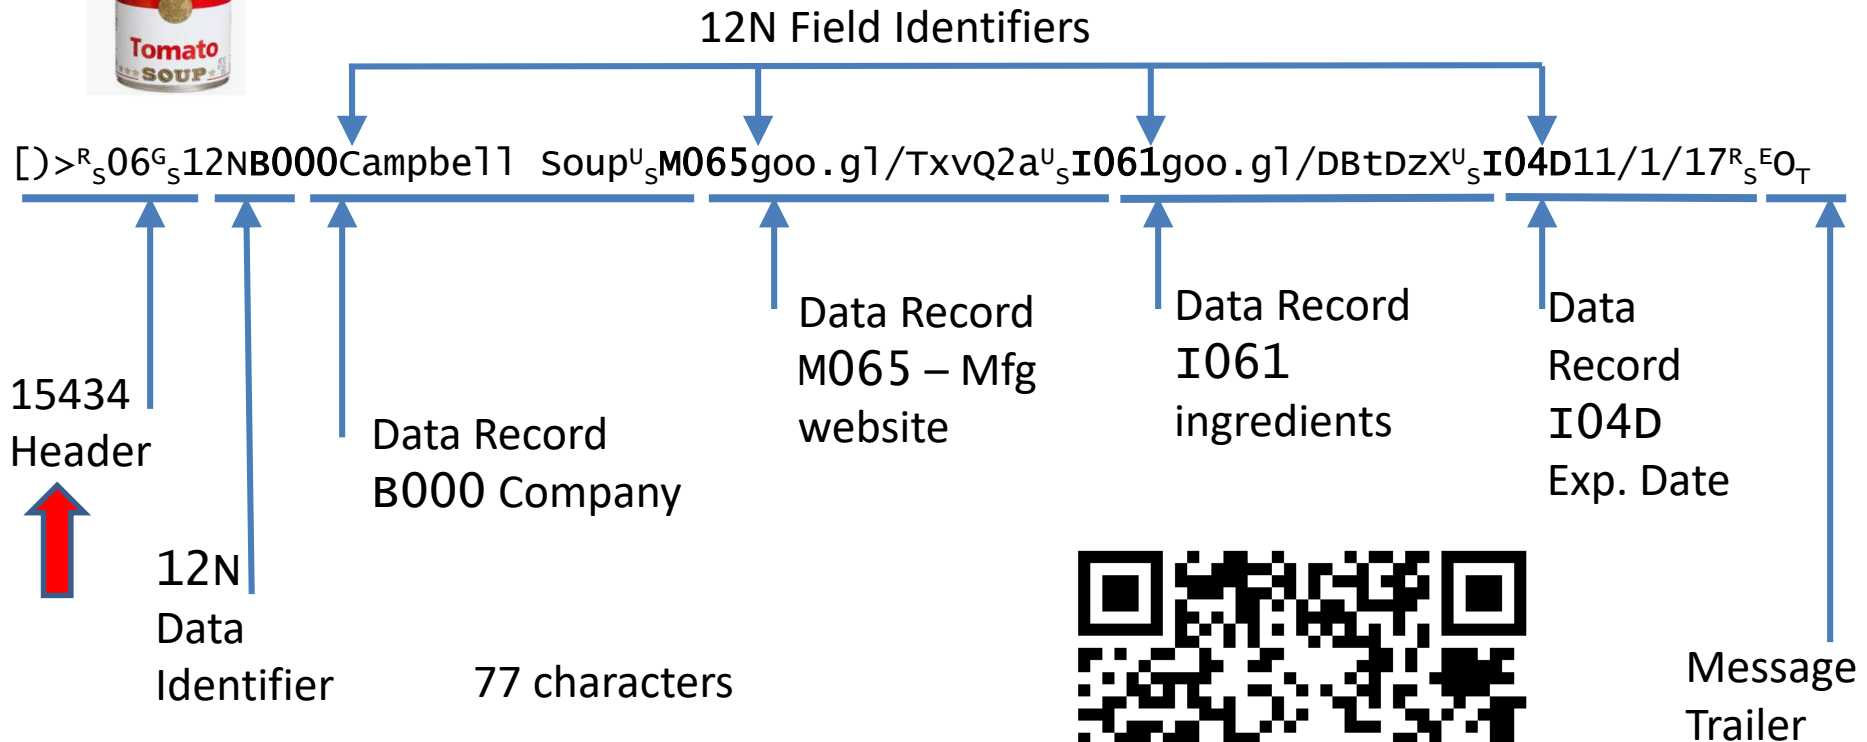 Tomato
SOUP
12N Field Identifiers
[)>ᴿₛ06ᴳₛ12NB000Campbell SoupᵁₛM065goo.gl/TxvQ2aᵁₛI061goo.gl/DBtDzXᵁₛI04D11/1/17ᴿₛᴱOₜ
15434
Header
12N
Data
Identifier
Data Record
B000 Company
Data Record
M065 – Mfg
website
Data Record
I061
ingredients
Data
Record
I04D
Exp. Date
77 characters
Message
Trailer